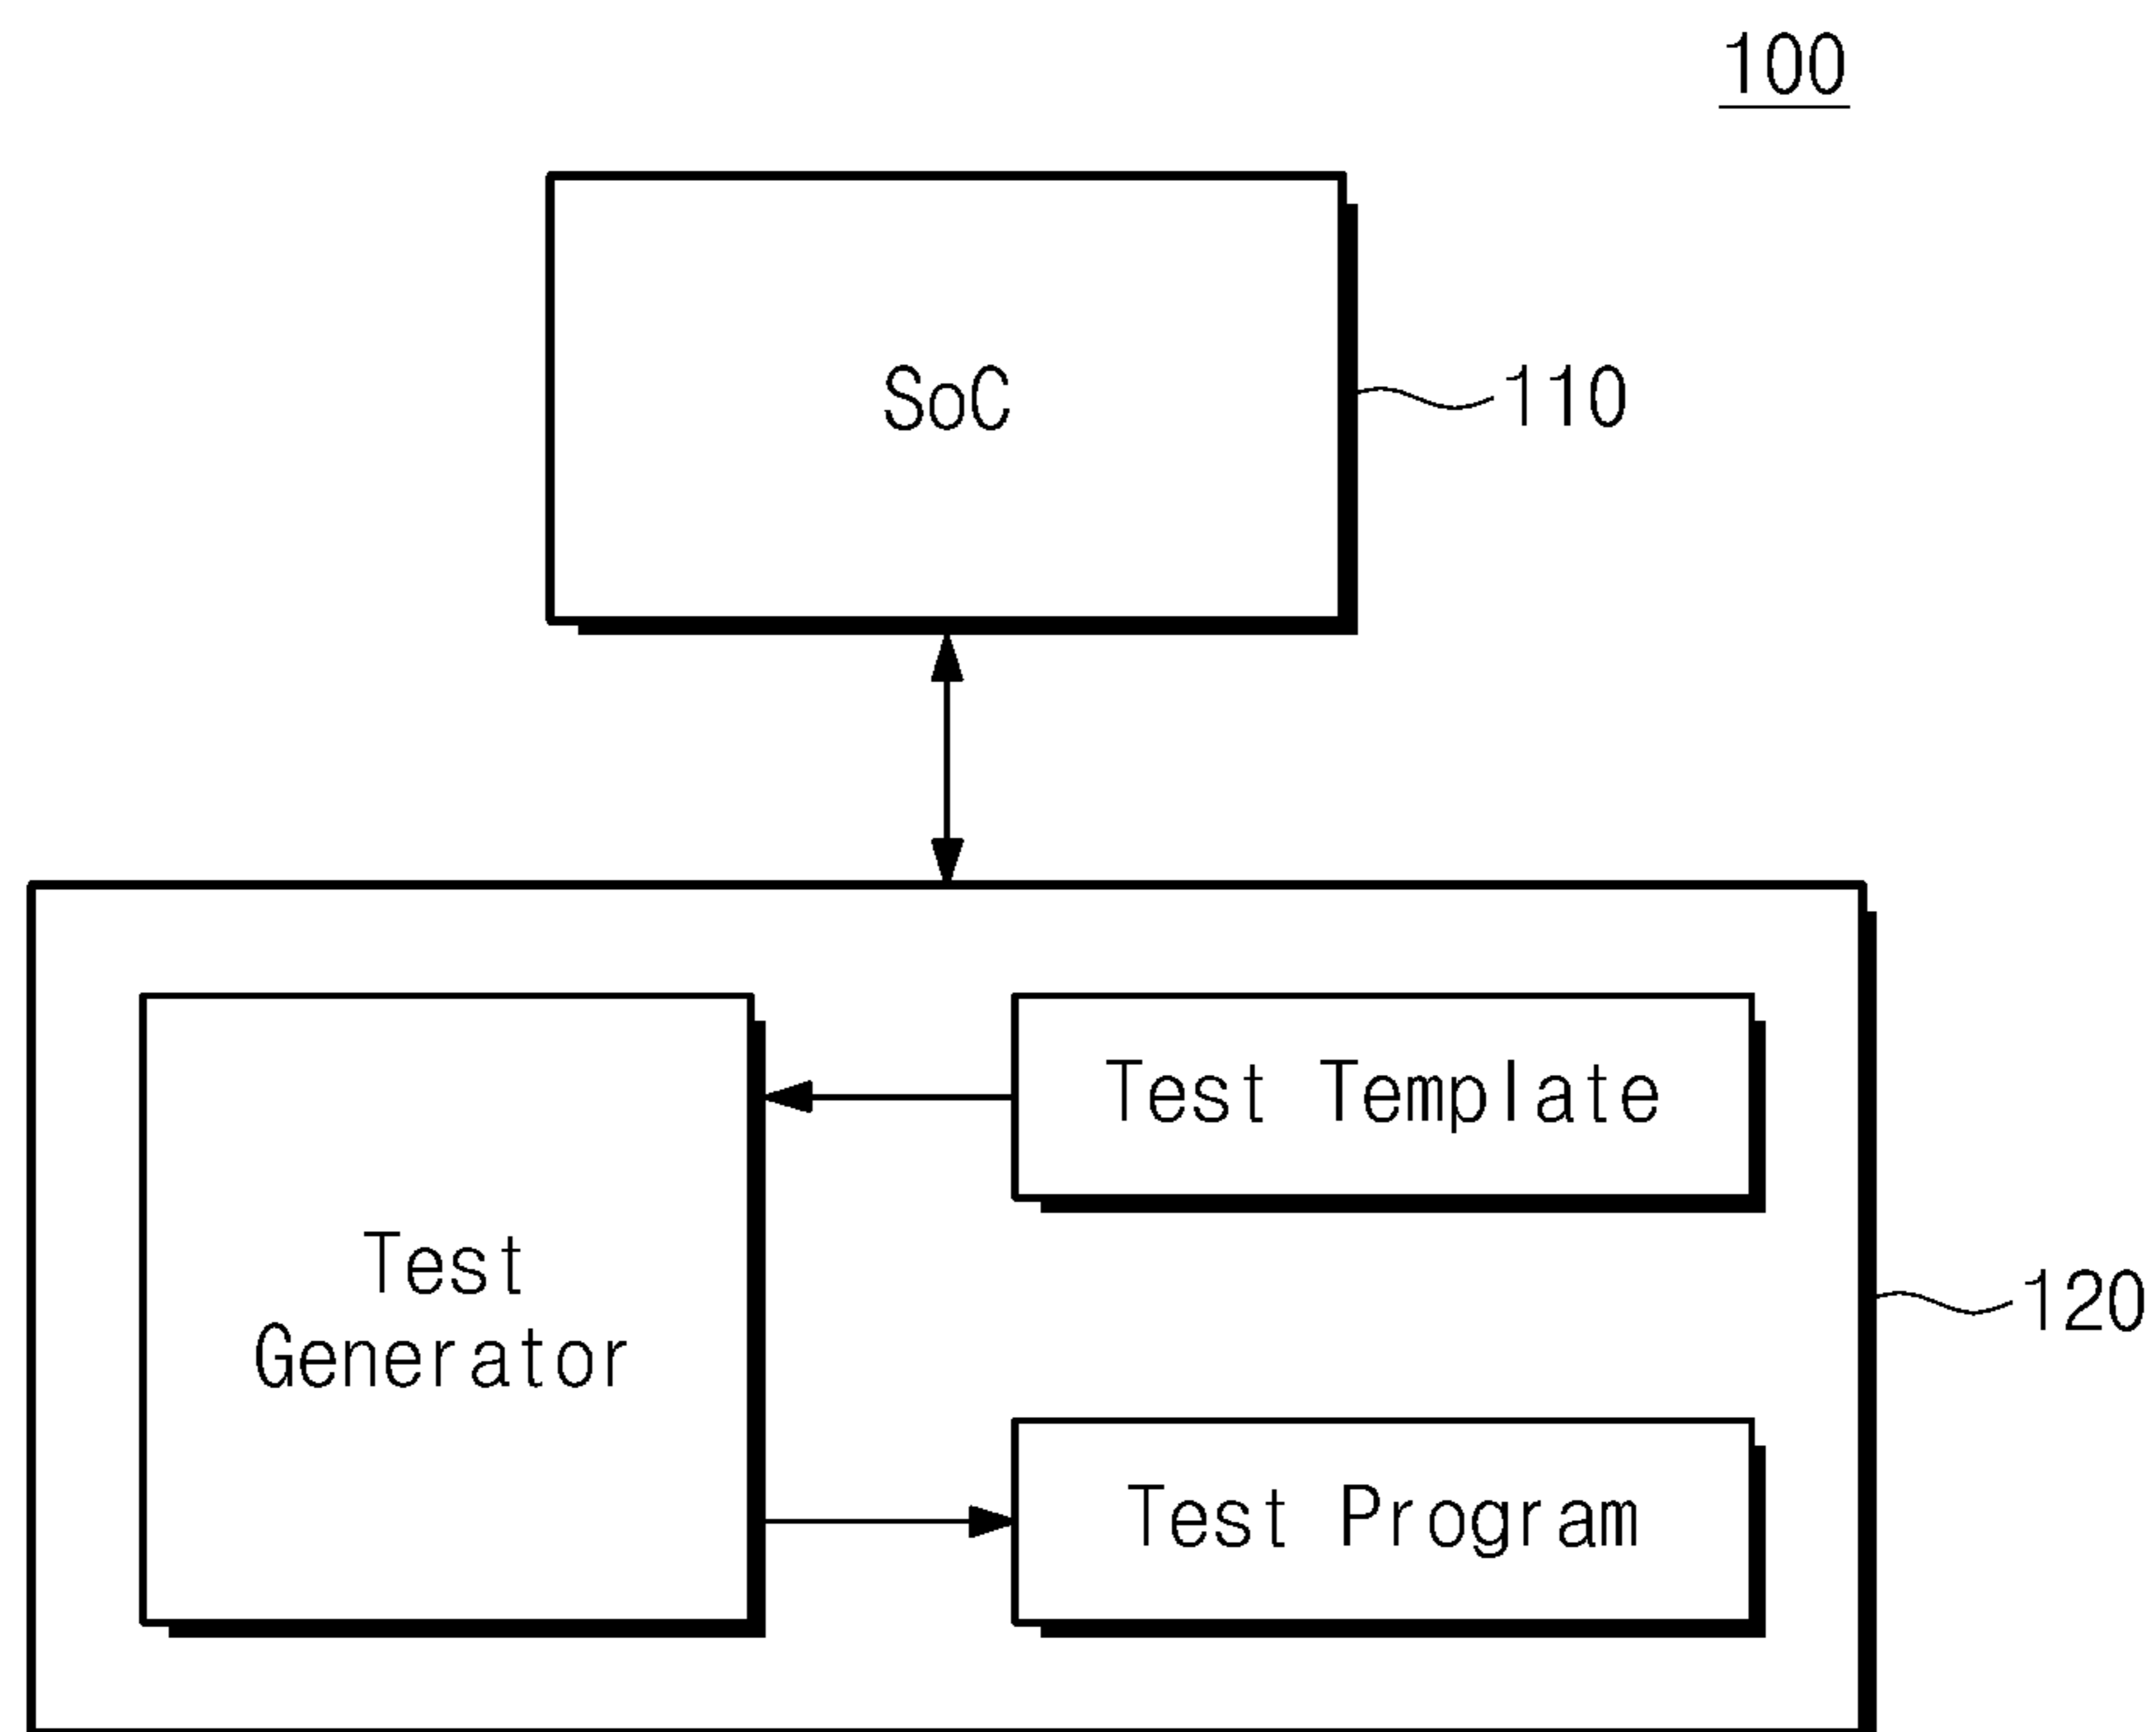 100
SoC
110
Test Template
Test
Generator
120
Test Program